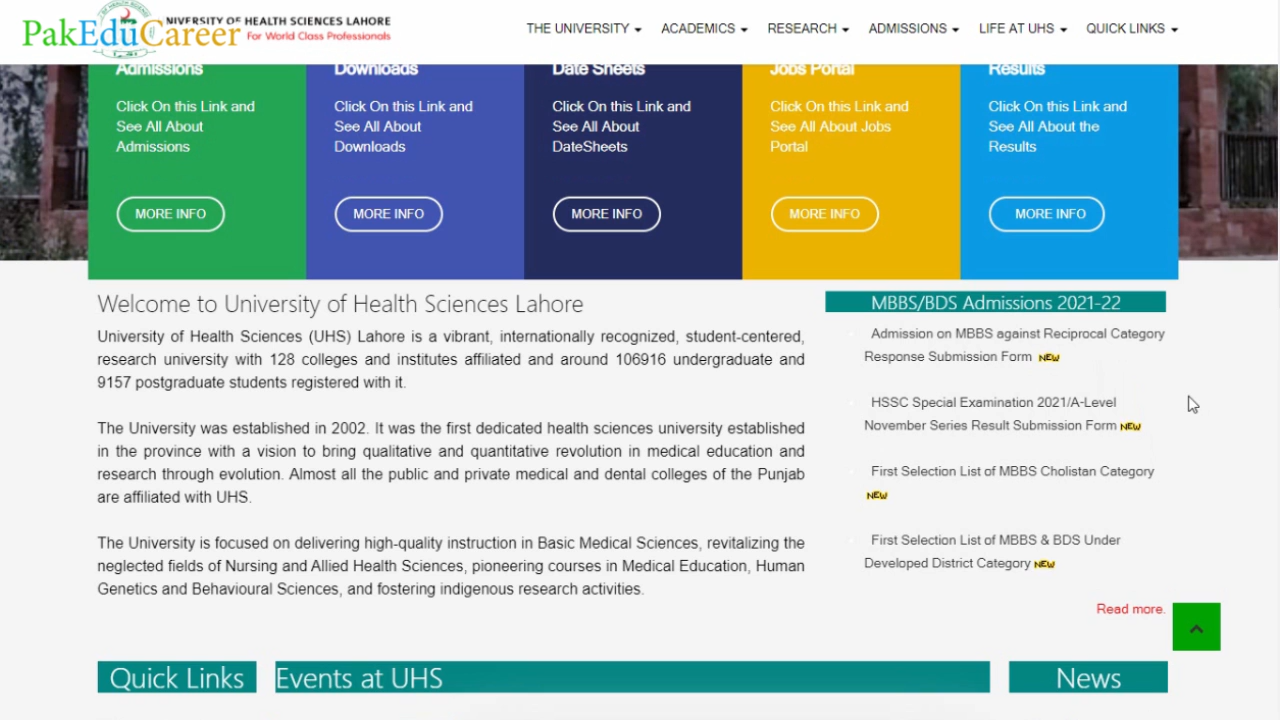 PakEduCareer
NIVERSITY OF HEALTH SCIENCES LAHORE
For World Class Professionals
THE UNIVERSITY
ACADEMICS
RESEARCH
ADMISSIONS
LIFE AT UHS
QUICK LINKS
Admissions
Click On this Link and
See All About
Admissions
MORE INFO
Downloads
Click On this Link and
See All About
Downloads
MORE INFO
Date Sheets
Click On this Link and
See All About
DateSheets
MORE INFO
Jobs Portal
Click On this Link and
See All About Jobs
Portal
MORE INFO
Results
Click On this Link and
See All About the
Results
MORE INFO
Welcome to University of Health Sciences Lahore
University of Health Sciences (UHS) Lahore is a vibrant, internationally recognized, student-centered,
research university with 128 colleges and institutes affiliated and around 106916 undergraduate and
9157 postgraduate students registered with it.
The University was established in 2002. It was the first dedicated health sciences university established
in the province with a vision to bring qualitative and quantitative revolution in medical education and
research through evolution. Almost all the public and private medical and dental colleges of the Punjab
are affiliated with UHS.
The University is focused on delivering high-quality instruction in Basic Medical Sciences, revitalizing the
neglected fields of Nursing and Allied Health Sciences, pioneering courses in Medical Education, Human
Genetics and Behavioural Sciences, and fostering indigenous research activities.
MBBS/BDS Admissions 2021-22
Admission on MBBS against Reciprocal Category
Response Submission Form NEW
HSSC Special Examination 2021/A-Level
November Series Result Submission Form NEW
First Selection List of MBBS Cholistan Category
NEW
First Selection List of MBBS & BDS Under
Developed District Category NEW
Read more.
Quick Links
Events at UHS
News